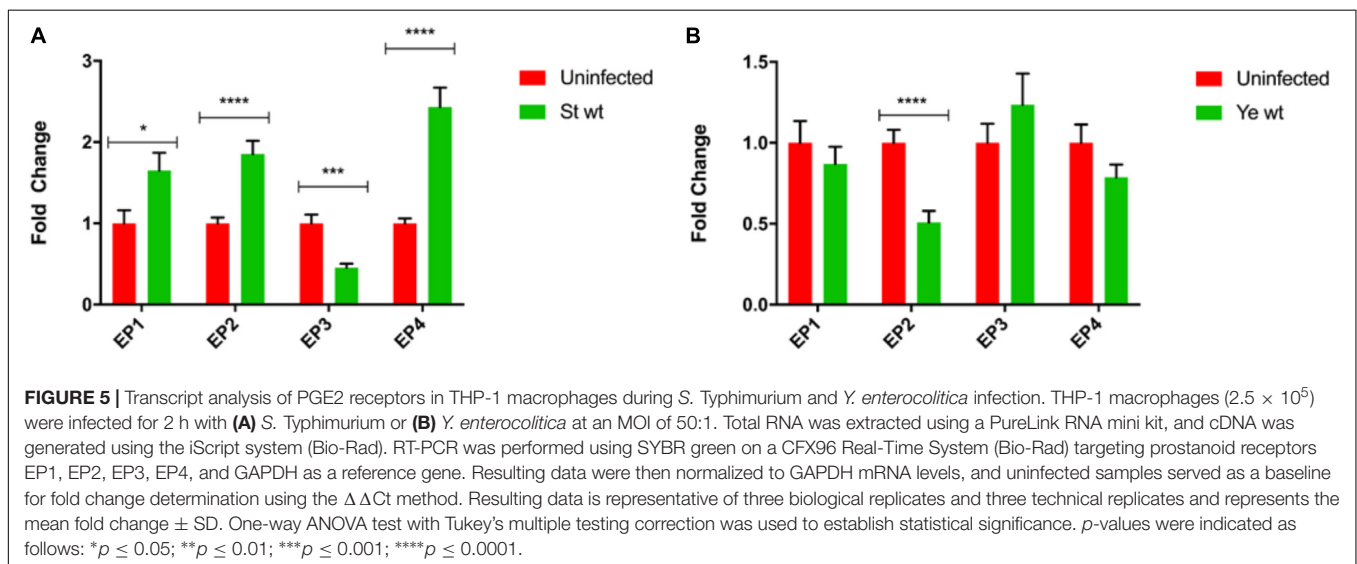 A
B
3
2
1
0
Fold Change
*
****
***
****
EP1
EP2
EP3
EP4
Uninfected
St wt
1.5
1.0
0.5
0.0
Fold Change
****
EP1
EP2
EP3
EP4
Uninfected
Ye wt
FIGURE 5 | Transcript analysis of PGE2 receptors in THP-1 macrophages during S. Typhimurium and Y. enterocolitica infection. THP-1 macrophages (2.5 × 10⁵)
were infected for 2 h with (A) S. Typhimurium or (B) Y. enterocolitica at an MOI of 50:1. Total RNA was extracted using a PureLink RNA mini kit, and cDNA was
generated using the iScript system (Bio-Rad). RT-PCR was performed using SYBR green on a CFX96 Real-Time System (Bio-Rad) targeting prostanoid receptors
EP1, EP2, EP3, EP4, and GAPDH as a reference gene. Resulting data were then normalized to GAPDH mRNA levels, and uninfected samples served as a baseline
for fold change determination using the ΔΔCt method. Resulting data is representative of three biological replicates and three technical replicates and represents the
mean fold change ± SD. One-way ANOVA test with Tukey's multiple testing correction was used to establish statistical significance. p-values were indicated as
follows: *p ≤ 0.05; **p ≤ 0.01; ***p ≤ 0.001; ****p ≤ 0.0001.